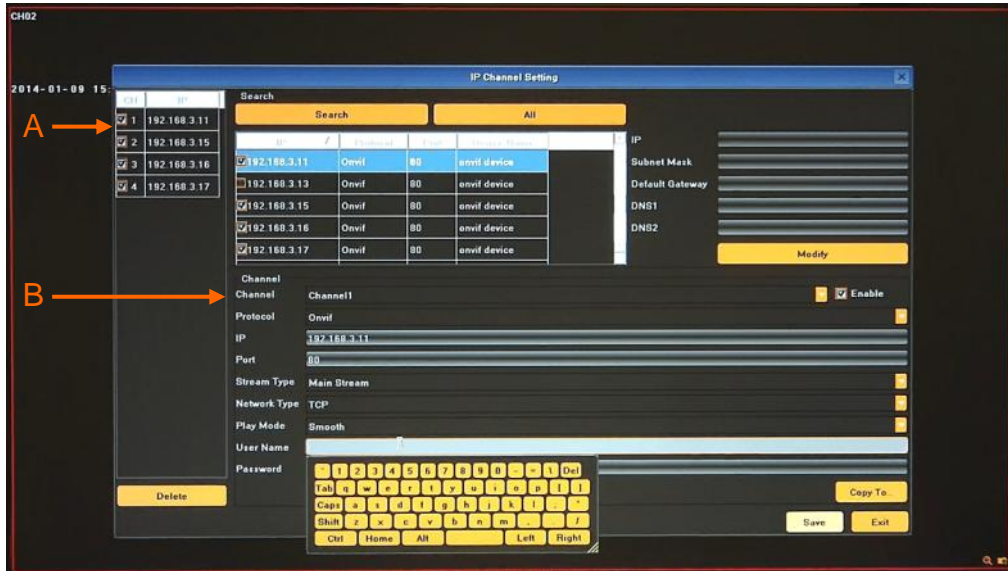 CH02
IP Channel Setting
2014-01-09 15:
CH IP
A
1 192.168.3.11
2 192.168.3.15
3 192.168.3.16
4 192.168.3.17
Delete
Search
Search All
IP / Protocol Port Device Name
192.168.3.11 Onvif 80 onvif device
192.168.3.13 Onvif 80 onvif device
192.168.3.15 Onvif 80 onvif device
192.168.3.16 Onvif 80 onvif device
192.168.3.17 Onvif 80 onvif device
IP
Subnet Mask
Default Gateway
DNS1
DNS2
Modify
Channel
B
Channel Channel1 Enable
Protocol Onvif
IP 192.168.3.11
Port 80
Stream Type Main Stream
Network Type TCP
Play Mode Smooth
User Name
Password
` 1 2 3 4 5 6 7 8 9 0 - = \ Del
Tab q w e r t y u i o p [ ]
Caps a s d f g h j k l ; '
Shift z x c v b n m , . /
Ctrl Home Alt Left Right
Copy To...
Save Exit